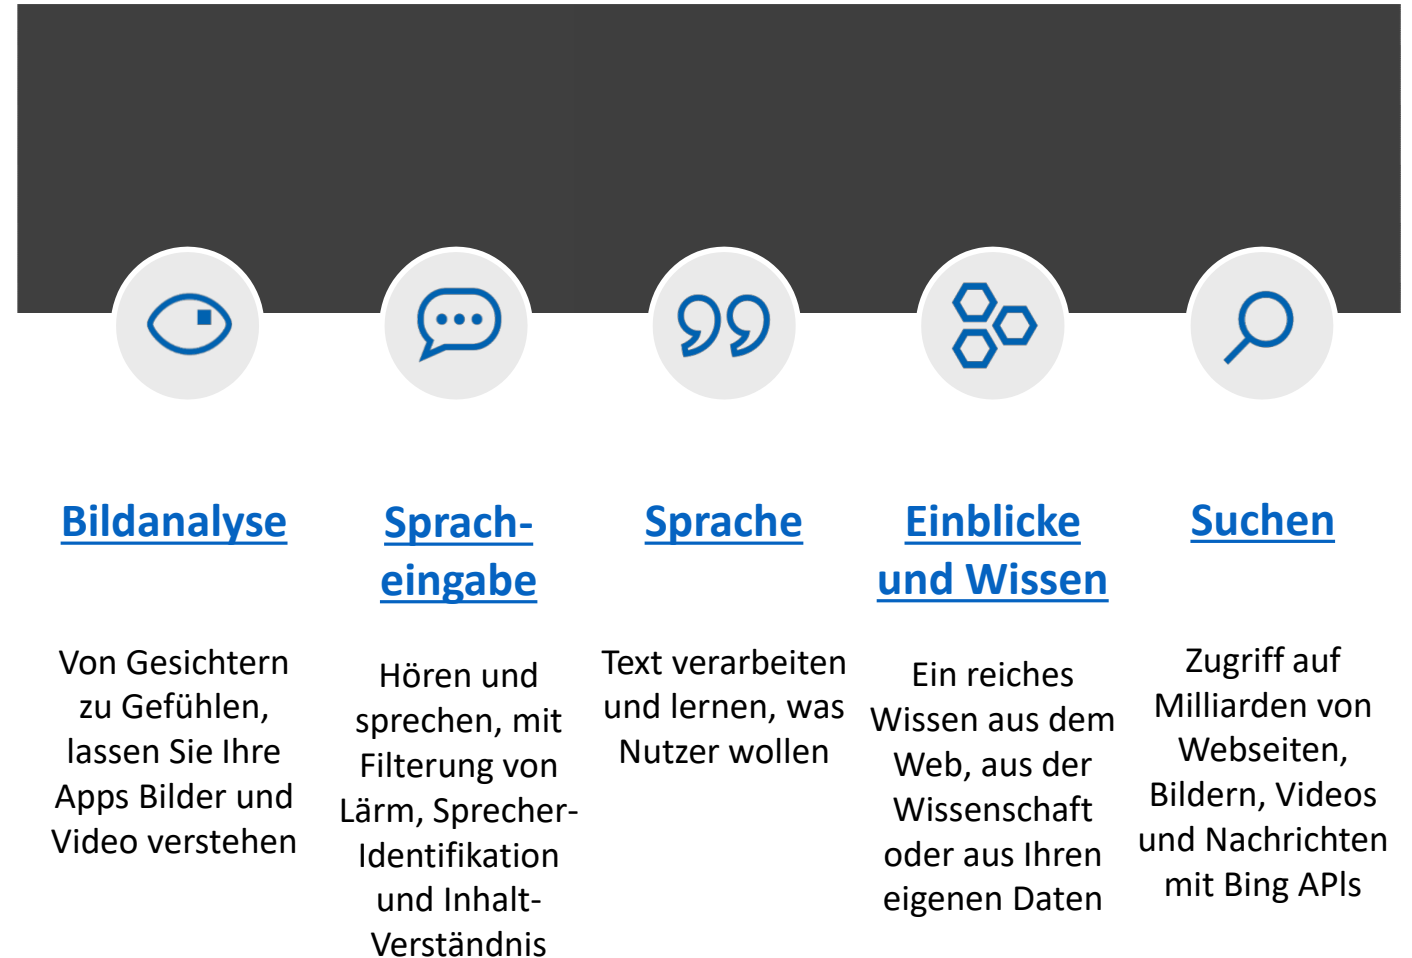 Bildanalyse
Von Gesichtern
zu Gefühlen,
lassen Sie Ihre
Apps Bilder und
Video verstehen
Sprach-
eingabe
Hören und
sprechen, mit
Filterung von
Lärm, Sprecher-
Identifikation
und Inhalt-
Verständnis
Sprache
Text verarbeiten
und lernen, was
Nutzer wollen
Einblicke
und Wissen
Ein reiches
Wissen aus dem
Web, aus der
Wissenschaft
oder aus Ihren
eigenen Daten
Suchen
Zugriff auf
Milliarden von
Webseiten,
Bildern, Videos
und Nachrichten
mit Bing APls